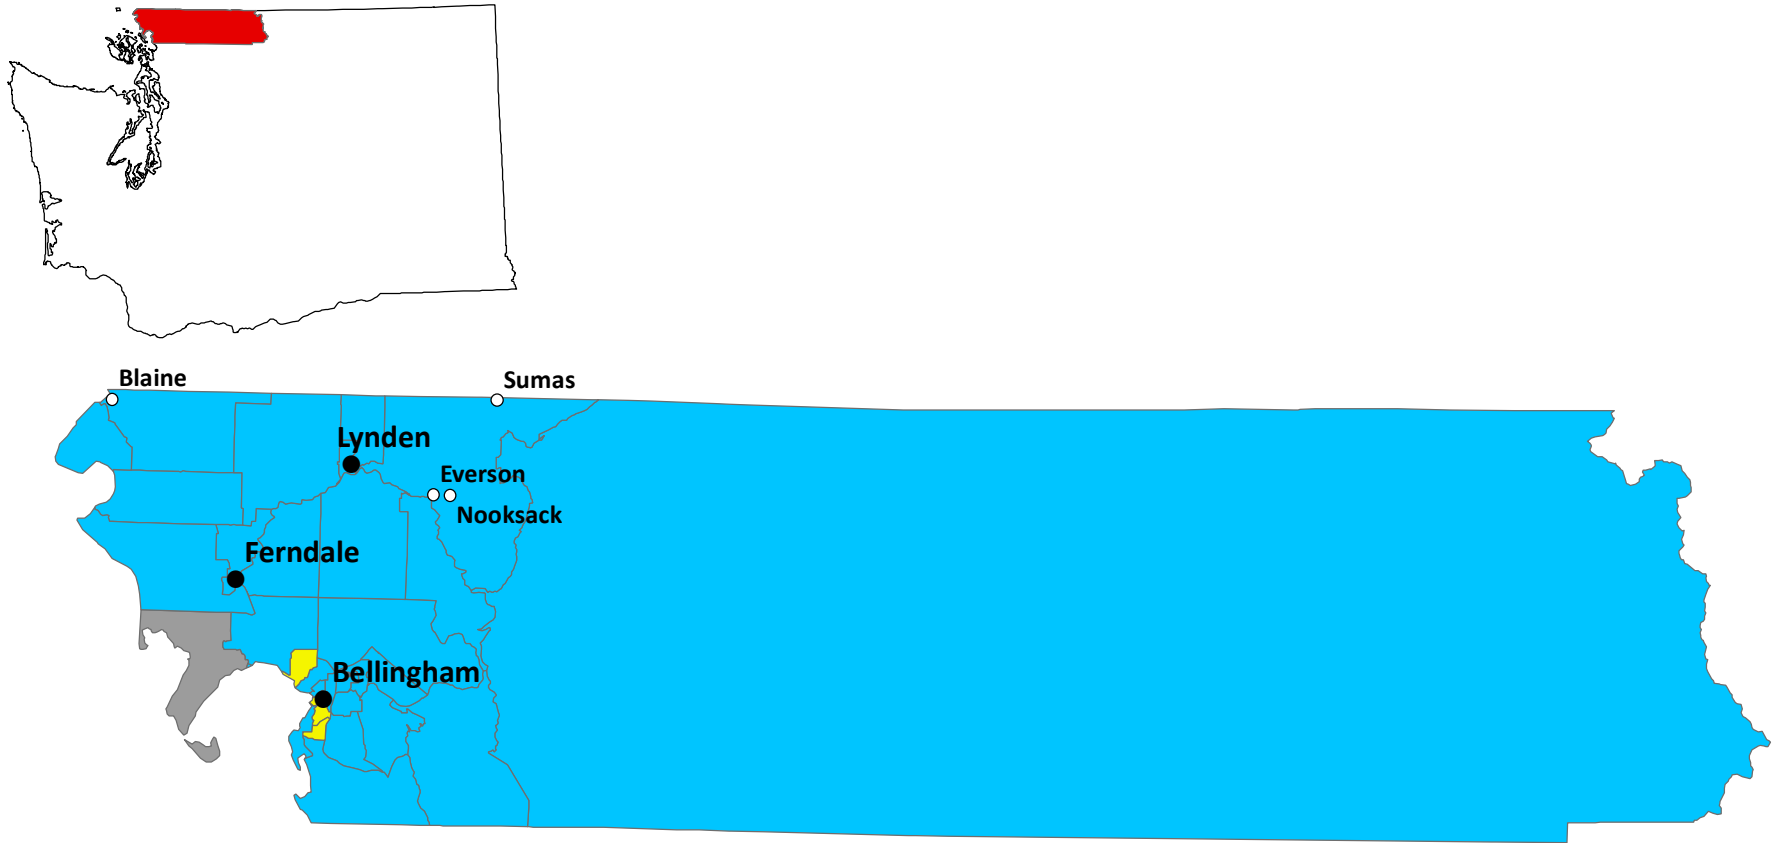 Blaine
Sumas
Lynden
Everson
Nooksack
Ferndale
Bellingham